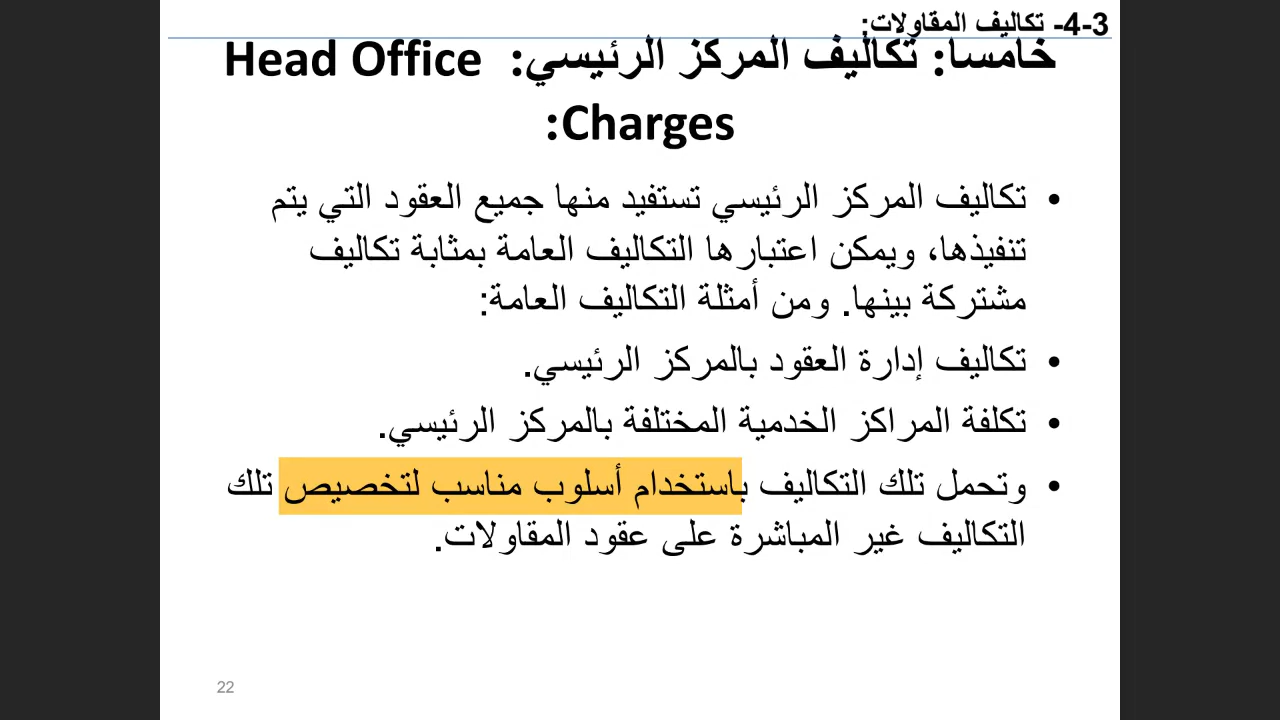 3-4- تكاليف المقاولات:
خامسا: تكاليف المركز الرئيسي: Head Office
Charges:
• تكاليف المركز الرئيسي تستفيد منها جميع العقود التي يتم
تنفيذها، ويمكن اعتبارها التكاليف العامة بمثابة تكاليف
مشتركة بينها. ومن أمثلة التكاليف العامة:
• تكاليف إدارة العقود بالمركز الرئيسي.
• تكلفة المراكز الخدمية المختلفة بالمركز الرئيسي.
• وتحمل تلك التكاليف باستخدام أسلوب مناسب لتخصيص تلك
التكاليف غير المباشرة على عقود المقاولات.
22